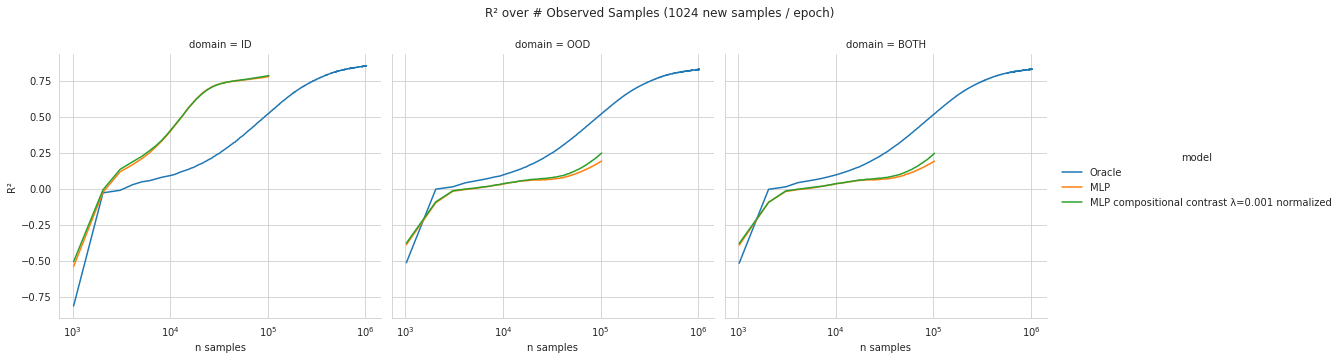 R² over # Observed Samples (1024 new samples / epoch)
domain = ID
domain = OOD
domain = BOTH
0.75
0.50
0.25
0.00
−0.25
−0.50
−0.75
R²
10³ 10⁴ 10⁵ 10⁶
10³ 10⁴ 10⁵ 10⁶
10³ 10⁴ 10⁵ 10⁶
n samples
n samples
n samples
model
Oracle
MLP
MLP compositional contrast λ=0.001 normalized